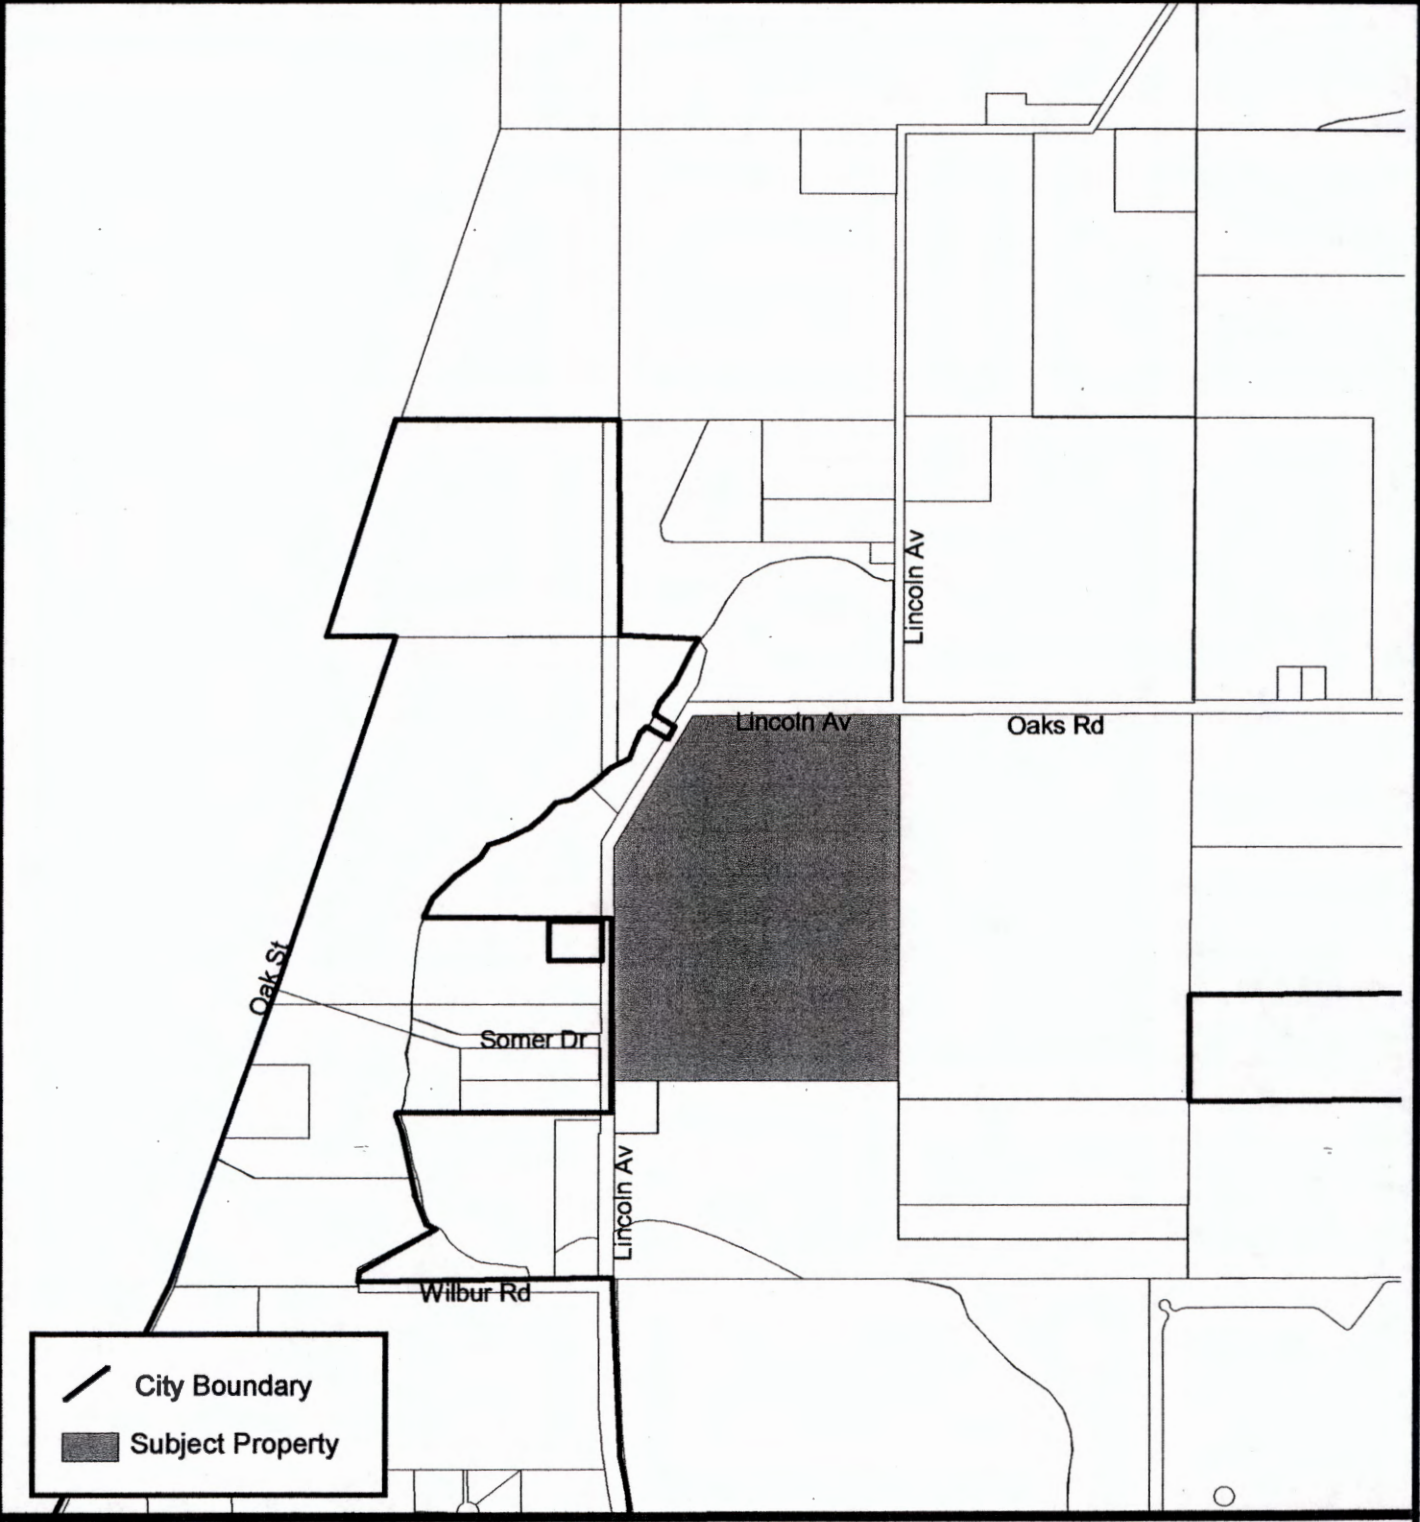 Lincoln Av
Lincoln Av
Oaks Rd
Oak St
Somer Dr
Lincoln Av
Wilbur Rd
City Boundary
Subject Property